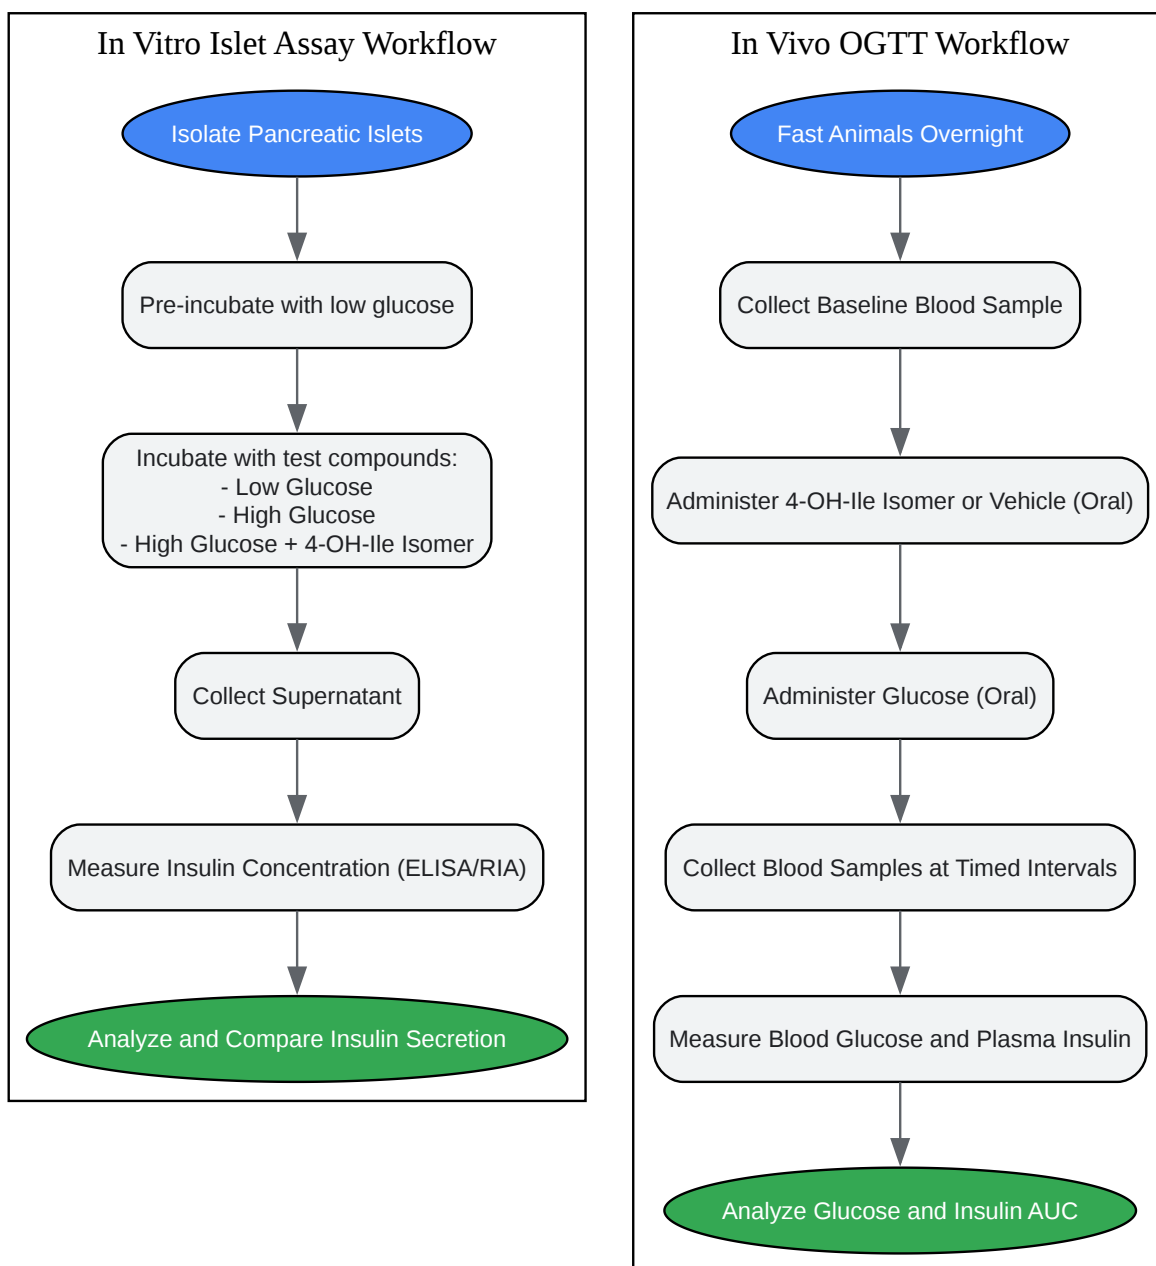 In Vitro Islet Assay Workflow
Isolate Pancreatic Islets
Pre-incubate with low glucose
Incubate with test compounds:
- Low Glucose
- High Glucose
- High Glucose + 4-OH-Ile Isomer
Collect Supernatant
Measure Insulin Concentration (ELISA/RIA)
Analyze and Compare Insulin Secretion
In Vivo OGTT Workflow
Fast Animals Overnight
Collect Baseline Blood Sample
Administer 4-OH-Ile Isomer or Vehicle (Oral)
Administer Glucose (Oral)
Collect Blood Samples at Timed Intervals
Measure Blood Glucose and Plasma Insulin
Analyze Glucose and Insulin AUC